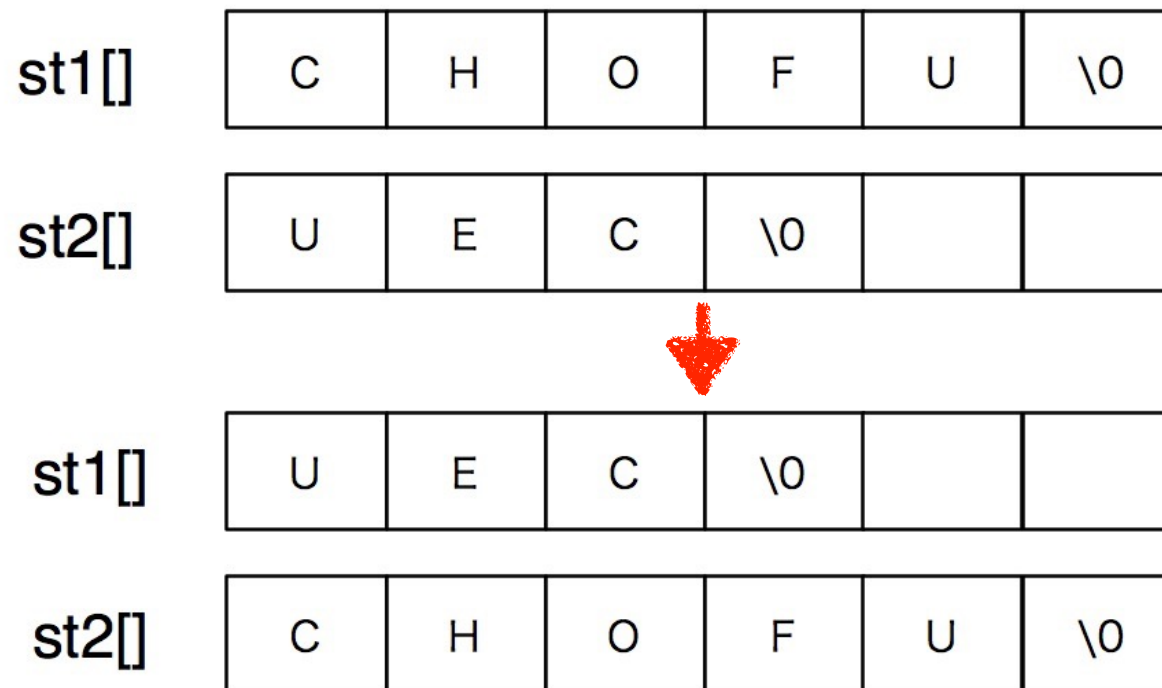 st1[] C H O F U \0
st2[] U E C \0
st1[] U E C \0
st2[] C H O F U \0